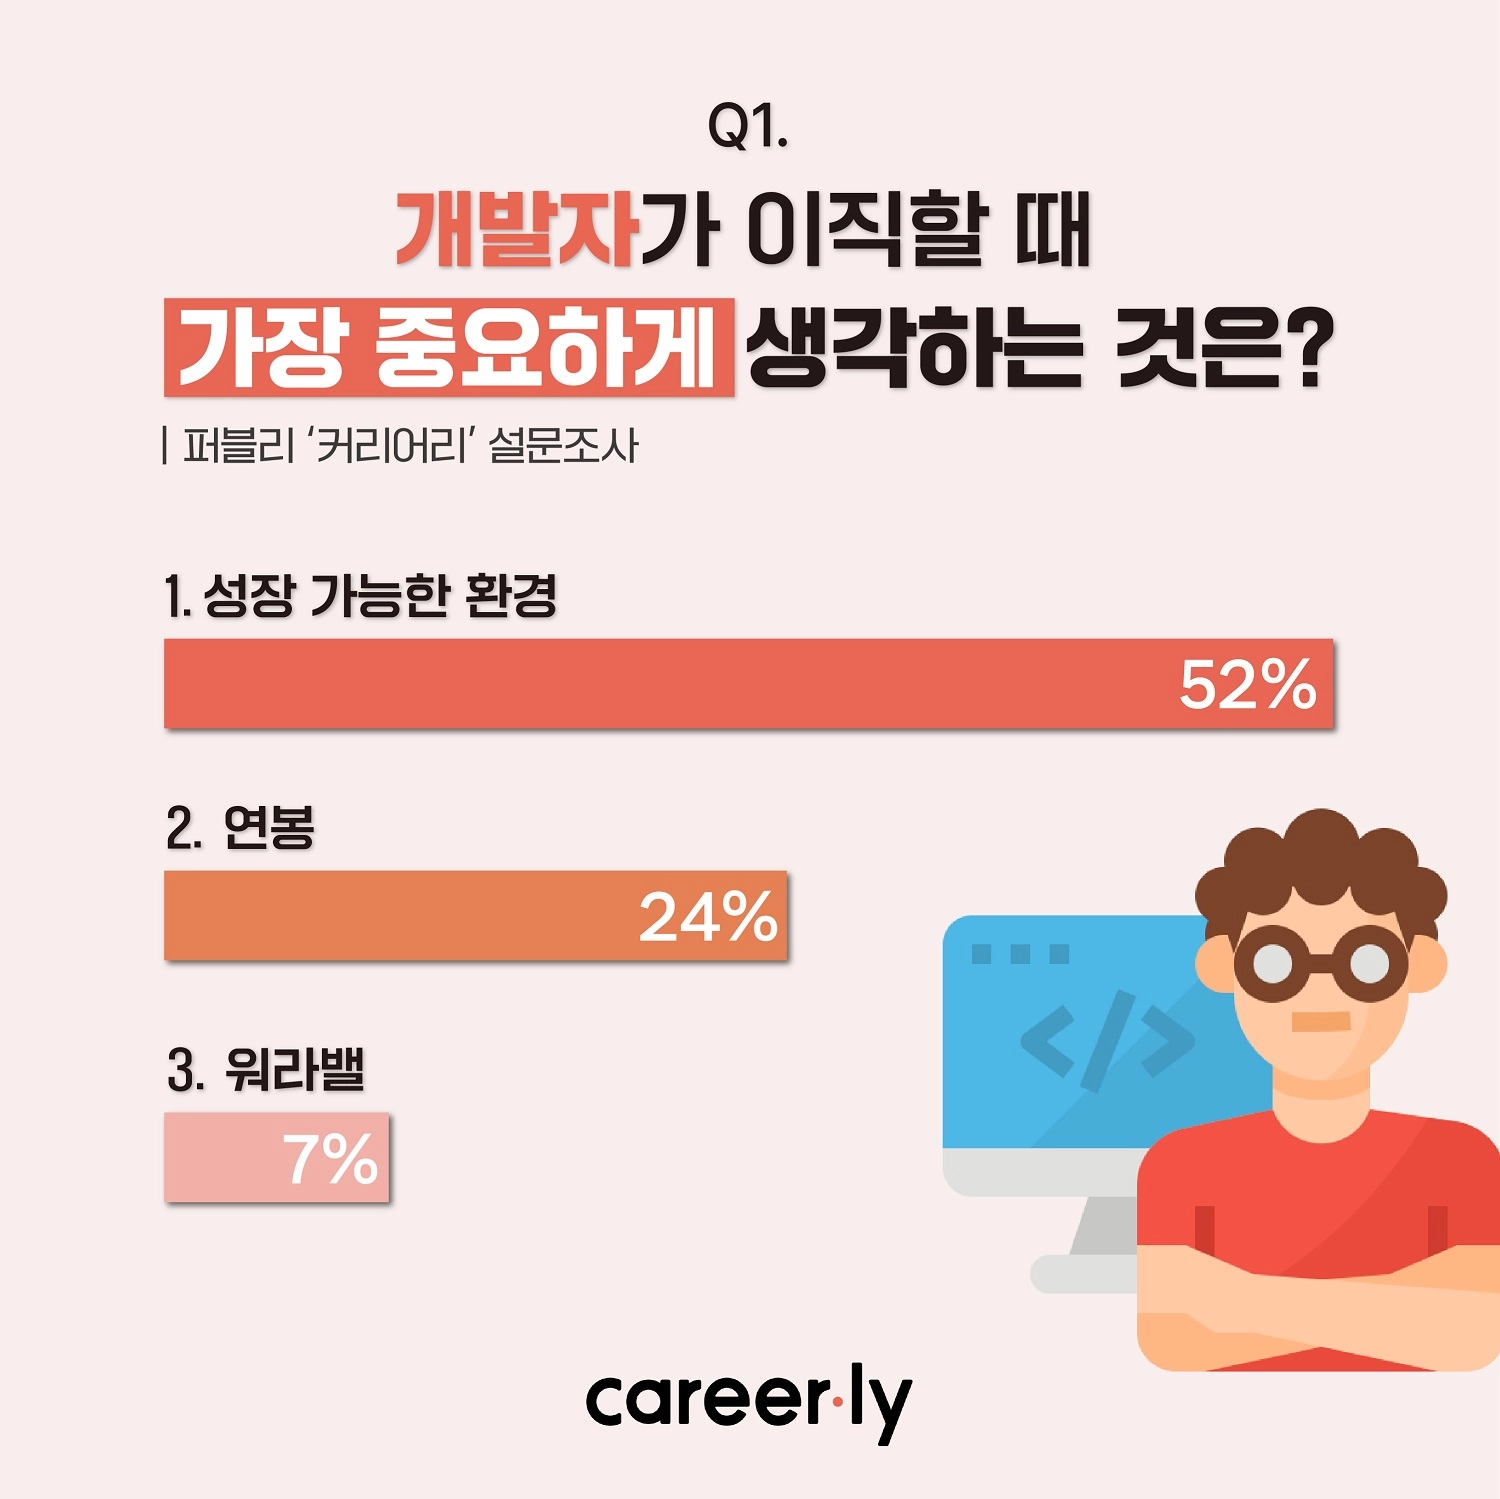 Q1.
개발자가 이직할 때
가장 중요하게 생각하는 것은?
| 퍼블리 ‘커리어리’ 설문조사
1. 성장 가능한 환경
52%
2. 연봉
24%
3. 워라밸
7%
</>
career·ly